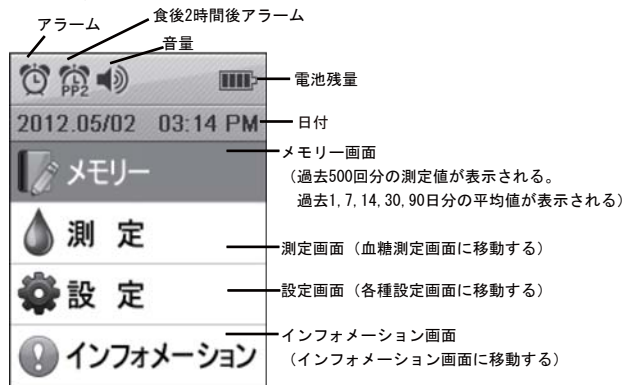 アラーム
食後2時間後アラーム
音量
PP2
電池残量
2012.05/02 03:14 PM
日付
メモリー
メモリー画面
（過去500回分の測定値が表示される。
過去1,7,14,30,90日分の平均値が表示される）
測 定
測定画面（血糖測定画面に移動する）
設 定
設定画面（各種設定画面に移動する）
インフォメーション
インフォメーション画面
（インフォメーション画面に移動する）